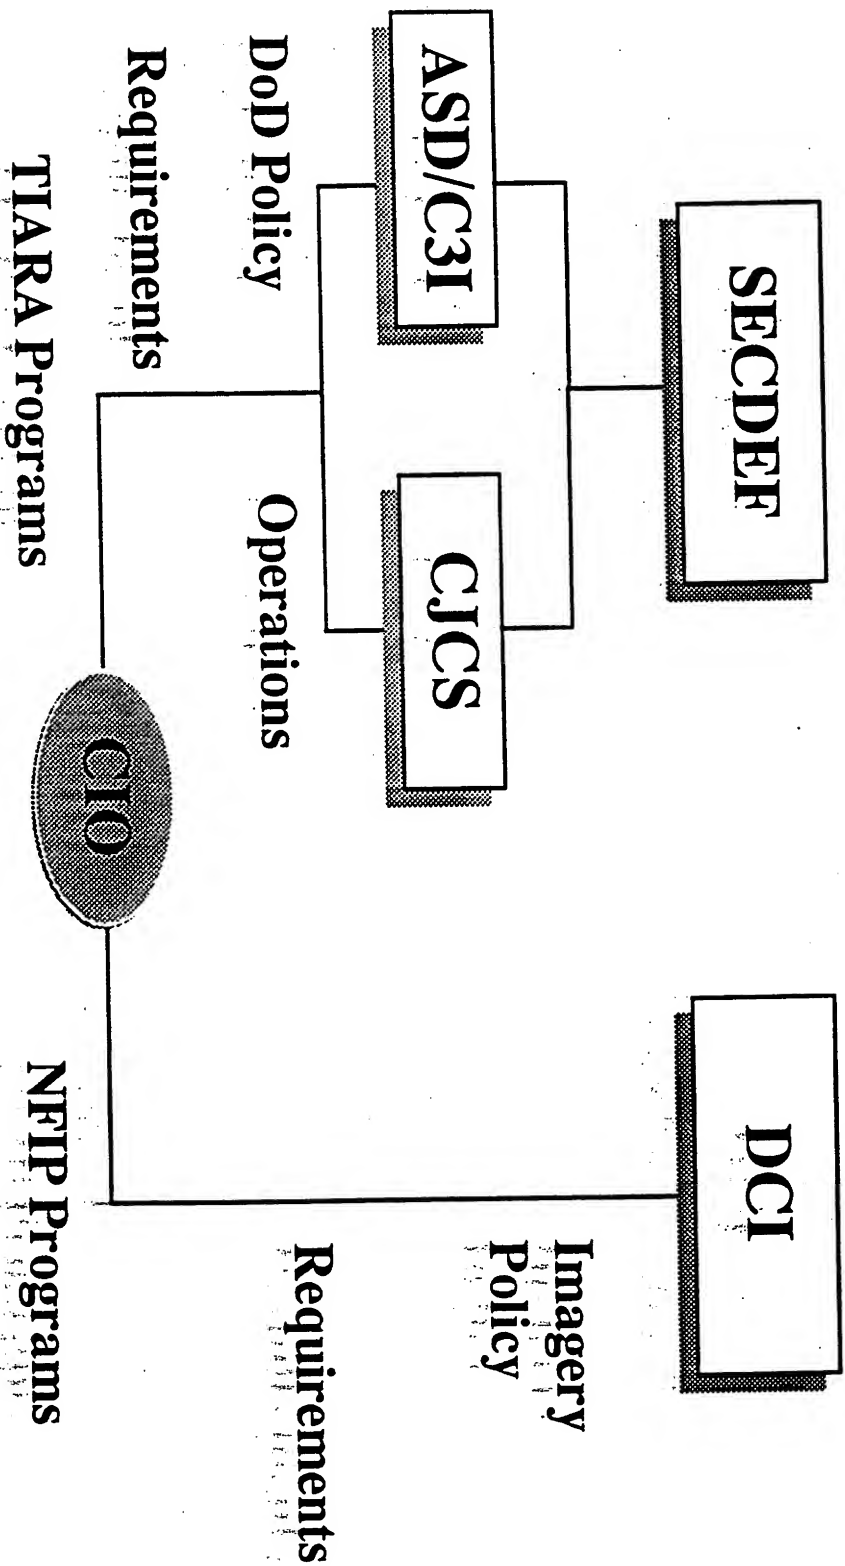 SECDEF
DCI
ASD/C3I
CJCS
Imagery
Policy
DoD Policy
Operations
Requirements
Requirements
CIO
TIARA Programs
NFIP Programs